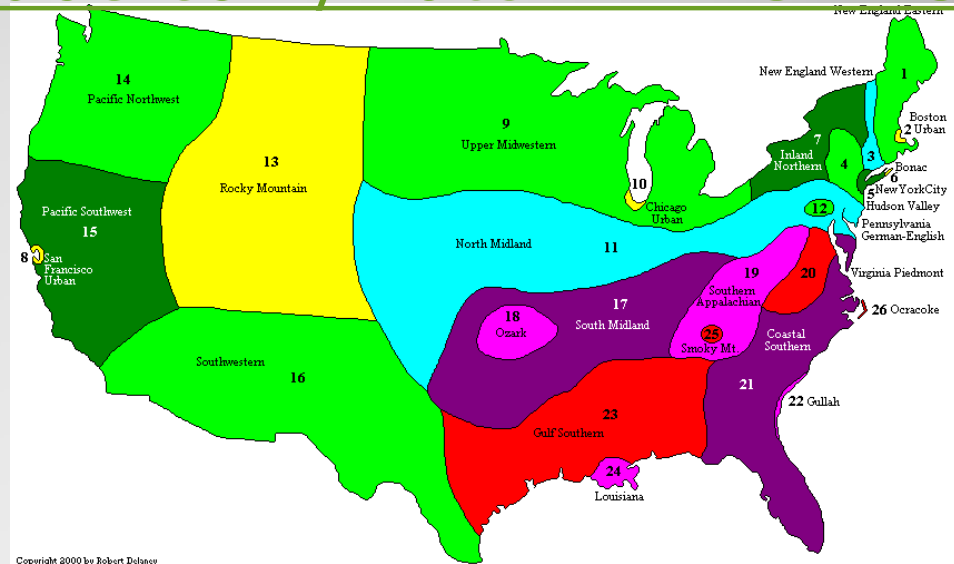 New England Eastern
14
Pacific Northwest
New England Western
1
9
Upper Midwestern
7
Inland
Northern
2
Boston
Urban
13
Rocky Mountain
10
4
3
Bonac
6
5
New York City
Chicago
Urban
12
Hudson Valley
Pacific Southwest
15
North Midland
11
Pennsylvania
German-English
8
San
Francisco
Urban
19
Southern
Appalachian
20
Virginia Piedmont
17
18
Ozark
South Midland
26 Ocracoke
25
Smoky Mt.
Coastal
Southern
Southwestern
16
21
22 Gullah
23
Gulf Southern
24
Louisiana
Copyright 2000 by Robert Delaney